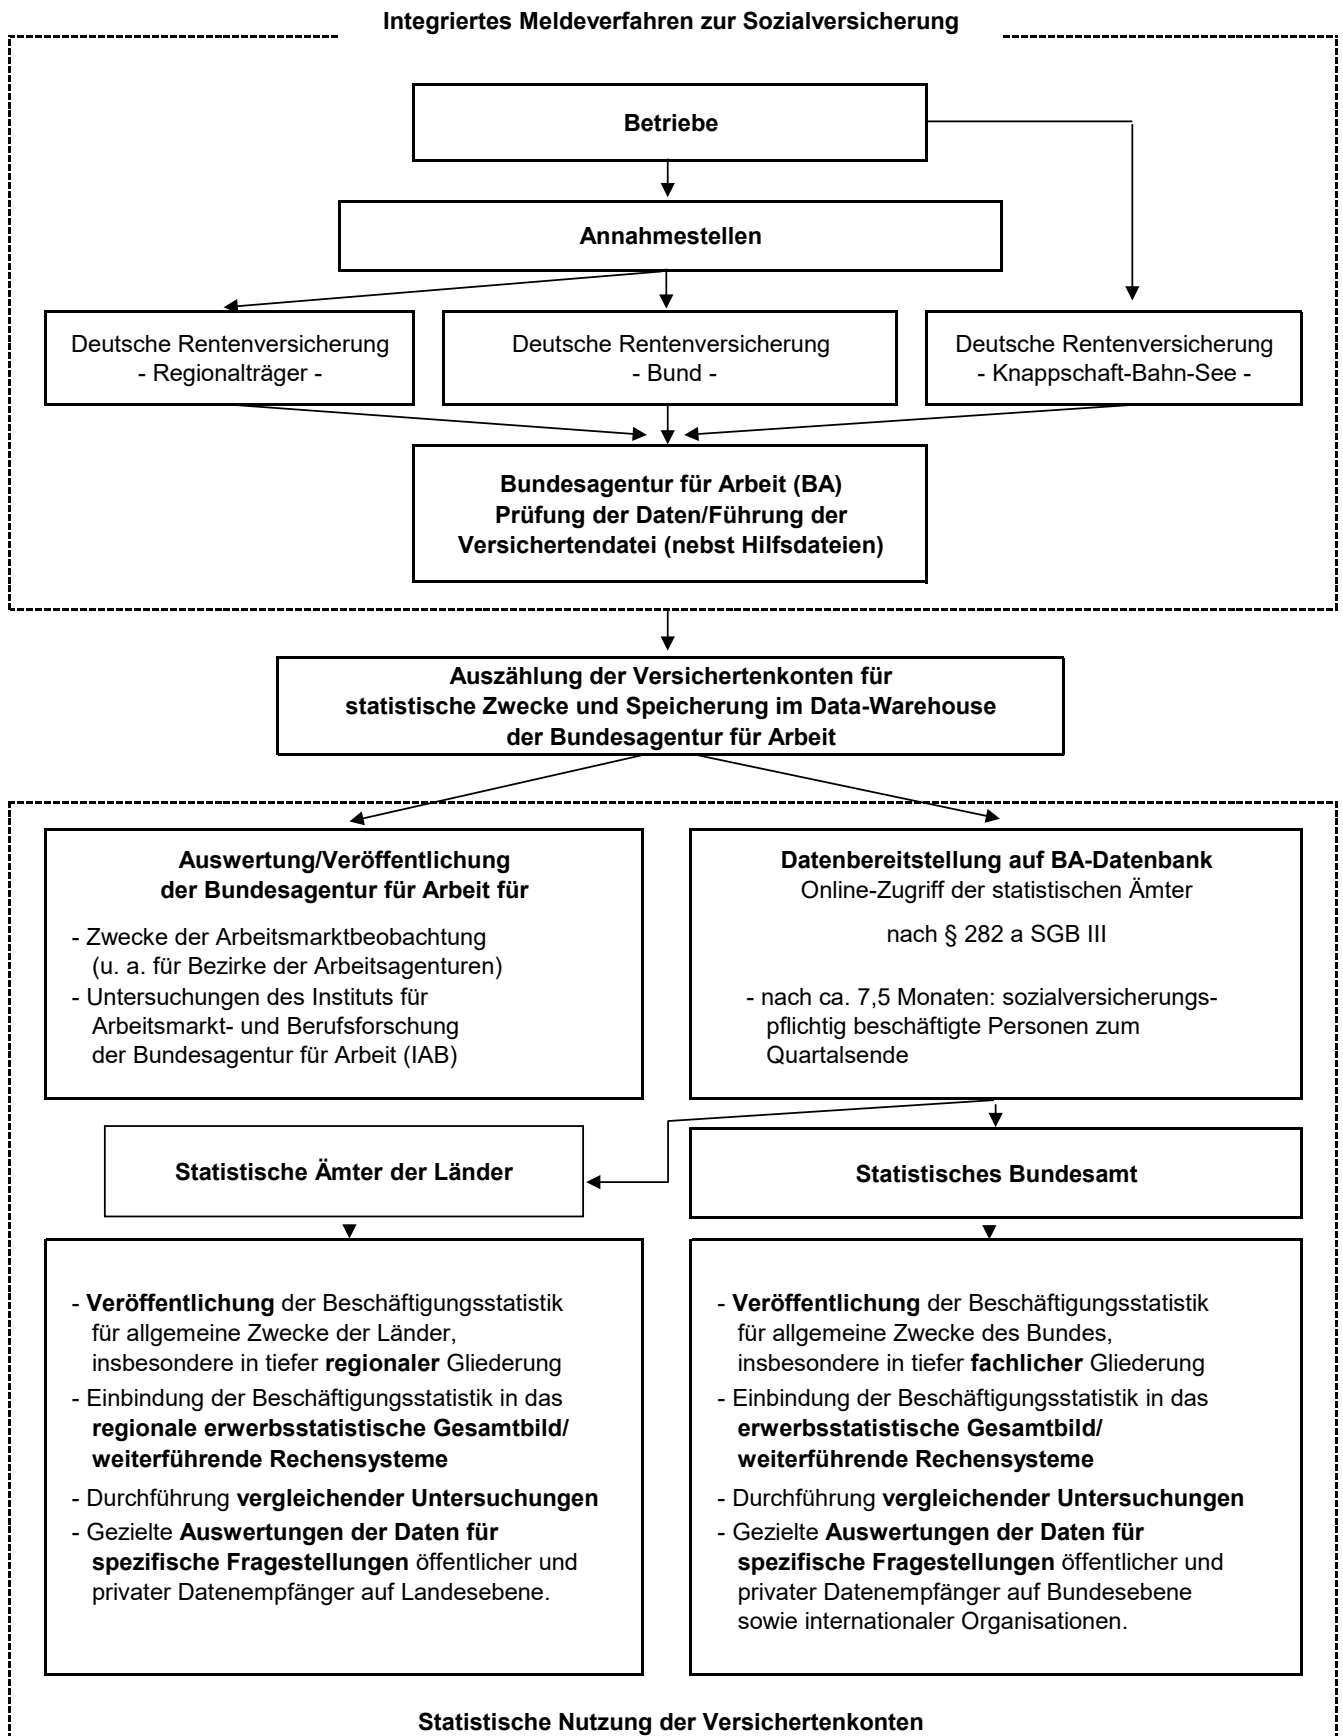 Integriertes Meldeverfahren zur Sozialversicherung
Betriebe
Annahmestellen
Deutsche Rentenversicherung
- Regionalträger -
Deutsche Rentenversicherung
- Bund -
Deutsche Rentenversicherung
- Knappschaft-Bahn-See -
Bundesagentur für Arbeit (BA)
Prüfung der Daten/Führung der
Versichertendatei (nebst Hilfsdateien)
Auszählung der Versichertenkonten für
statistische Zwecke und Speicherung im Data-Warehouse
der Bundesagentur für Arbeit
Auswertung/Veröffentlichung
der Bundesagentur für Arbeit für
- Zwecke der Arbeitsmarktbeobachtung
(u. a. für Bezirke der Arbeitsagenturen)
- Untersuchungen des Instituts für
Arbeitsmarkt- und Berufsforschung
der Bundesagentur für Arbeit (IAB)
Datenbereitstellung auf BA-Datenbank
Online-Zugriff der statistischen Ämter
nach § 282 a SGB III
- nach ca. 7,5 Monaten: sozialversicherungs-
pflichtig beschäftigte Personen zum
Quartalsende
Statistische Ämter der Länder
Statistisches Bundesamt
- Veröffentlichung der Beschäftigungsstatistik
für allgemeine Zwecke der Länder,
insbesondere in tiefer regionaler Gliederung
- Einbindung der Beschäftigungsstatistik in das
regionale erwerbsstatistische Gesamtbild/
weiterführende Rechensysteme
- Durchführung vergleichender Untersuchungen
- Gezielte Auswertungen der Daten für
spezifische Fragestellungen öffentlicher und
privater Datenempfänger auf Landesebene.
- Veröffentlichung der Beschäftigungsstatistik
für allgemeine Zwecke des Bundes,
insbesondere in tiefer fachlicher Gliederung
- Einbindung der Beschäftigungsstatistik in das
erwerbsstatistische Gesamtbild/
weiterführende Rechensysteme
- Durchführung vergleichender Untersuchungen
- Gezielte Auswertungen der Daten für
spezifische Fragestellungen öffentlicher und
privater Datenempfänger auf Bundesebene
sowie internationaler Organisationen.
Statistische Nutzung der Versichertenkonten